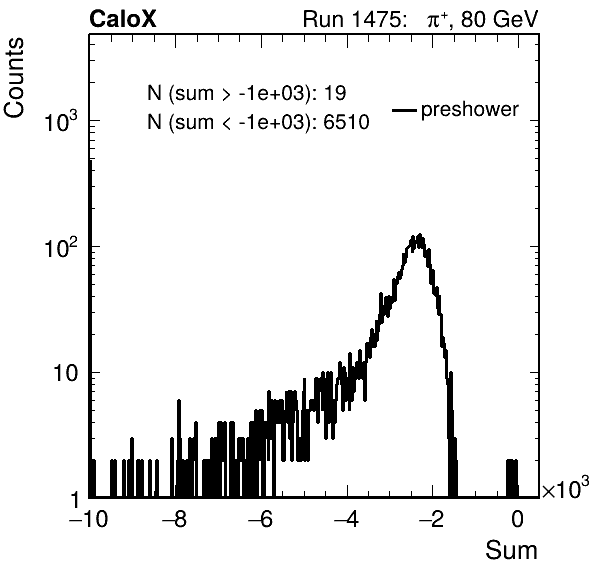 CaloX
Run 1475: π⁺, 80 GeV
Counts
N (sum > -1e+03): 19
N (sum < -1e+03): 6510
preshower
10³
10²
10
1
−10 −8 −6 −4 −2 0
×10³
Sum